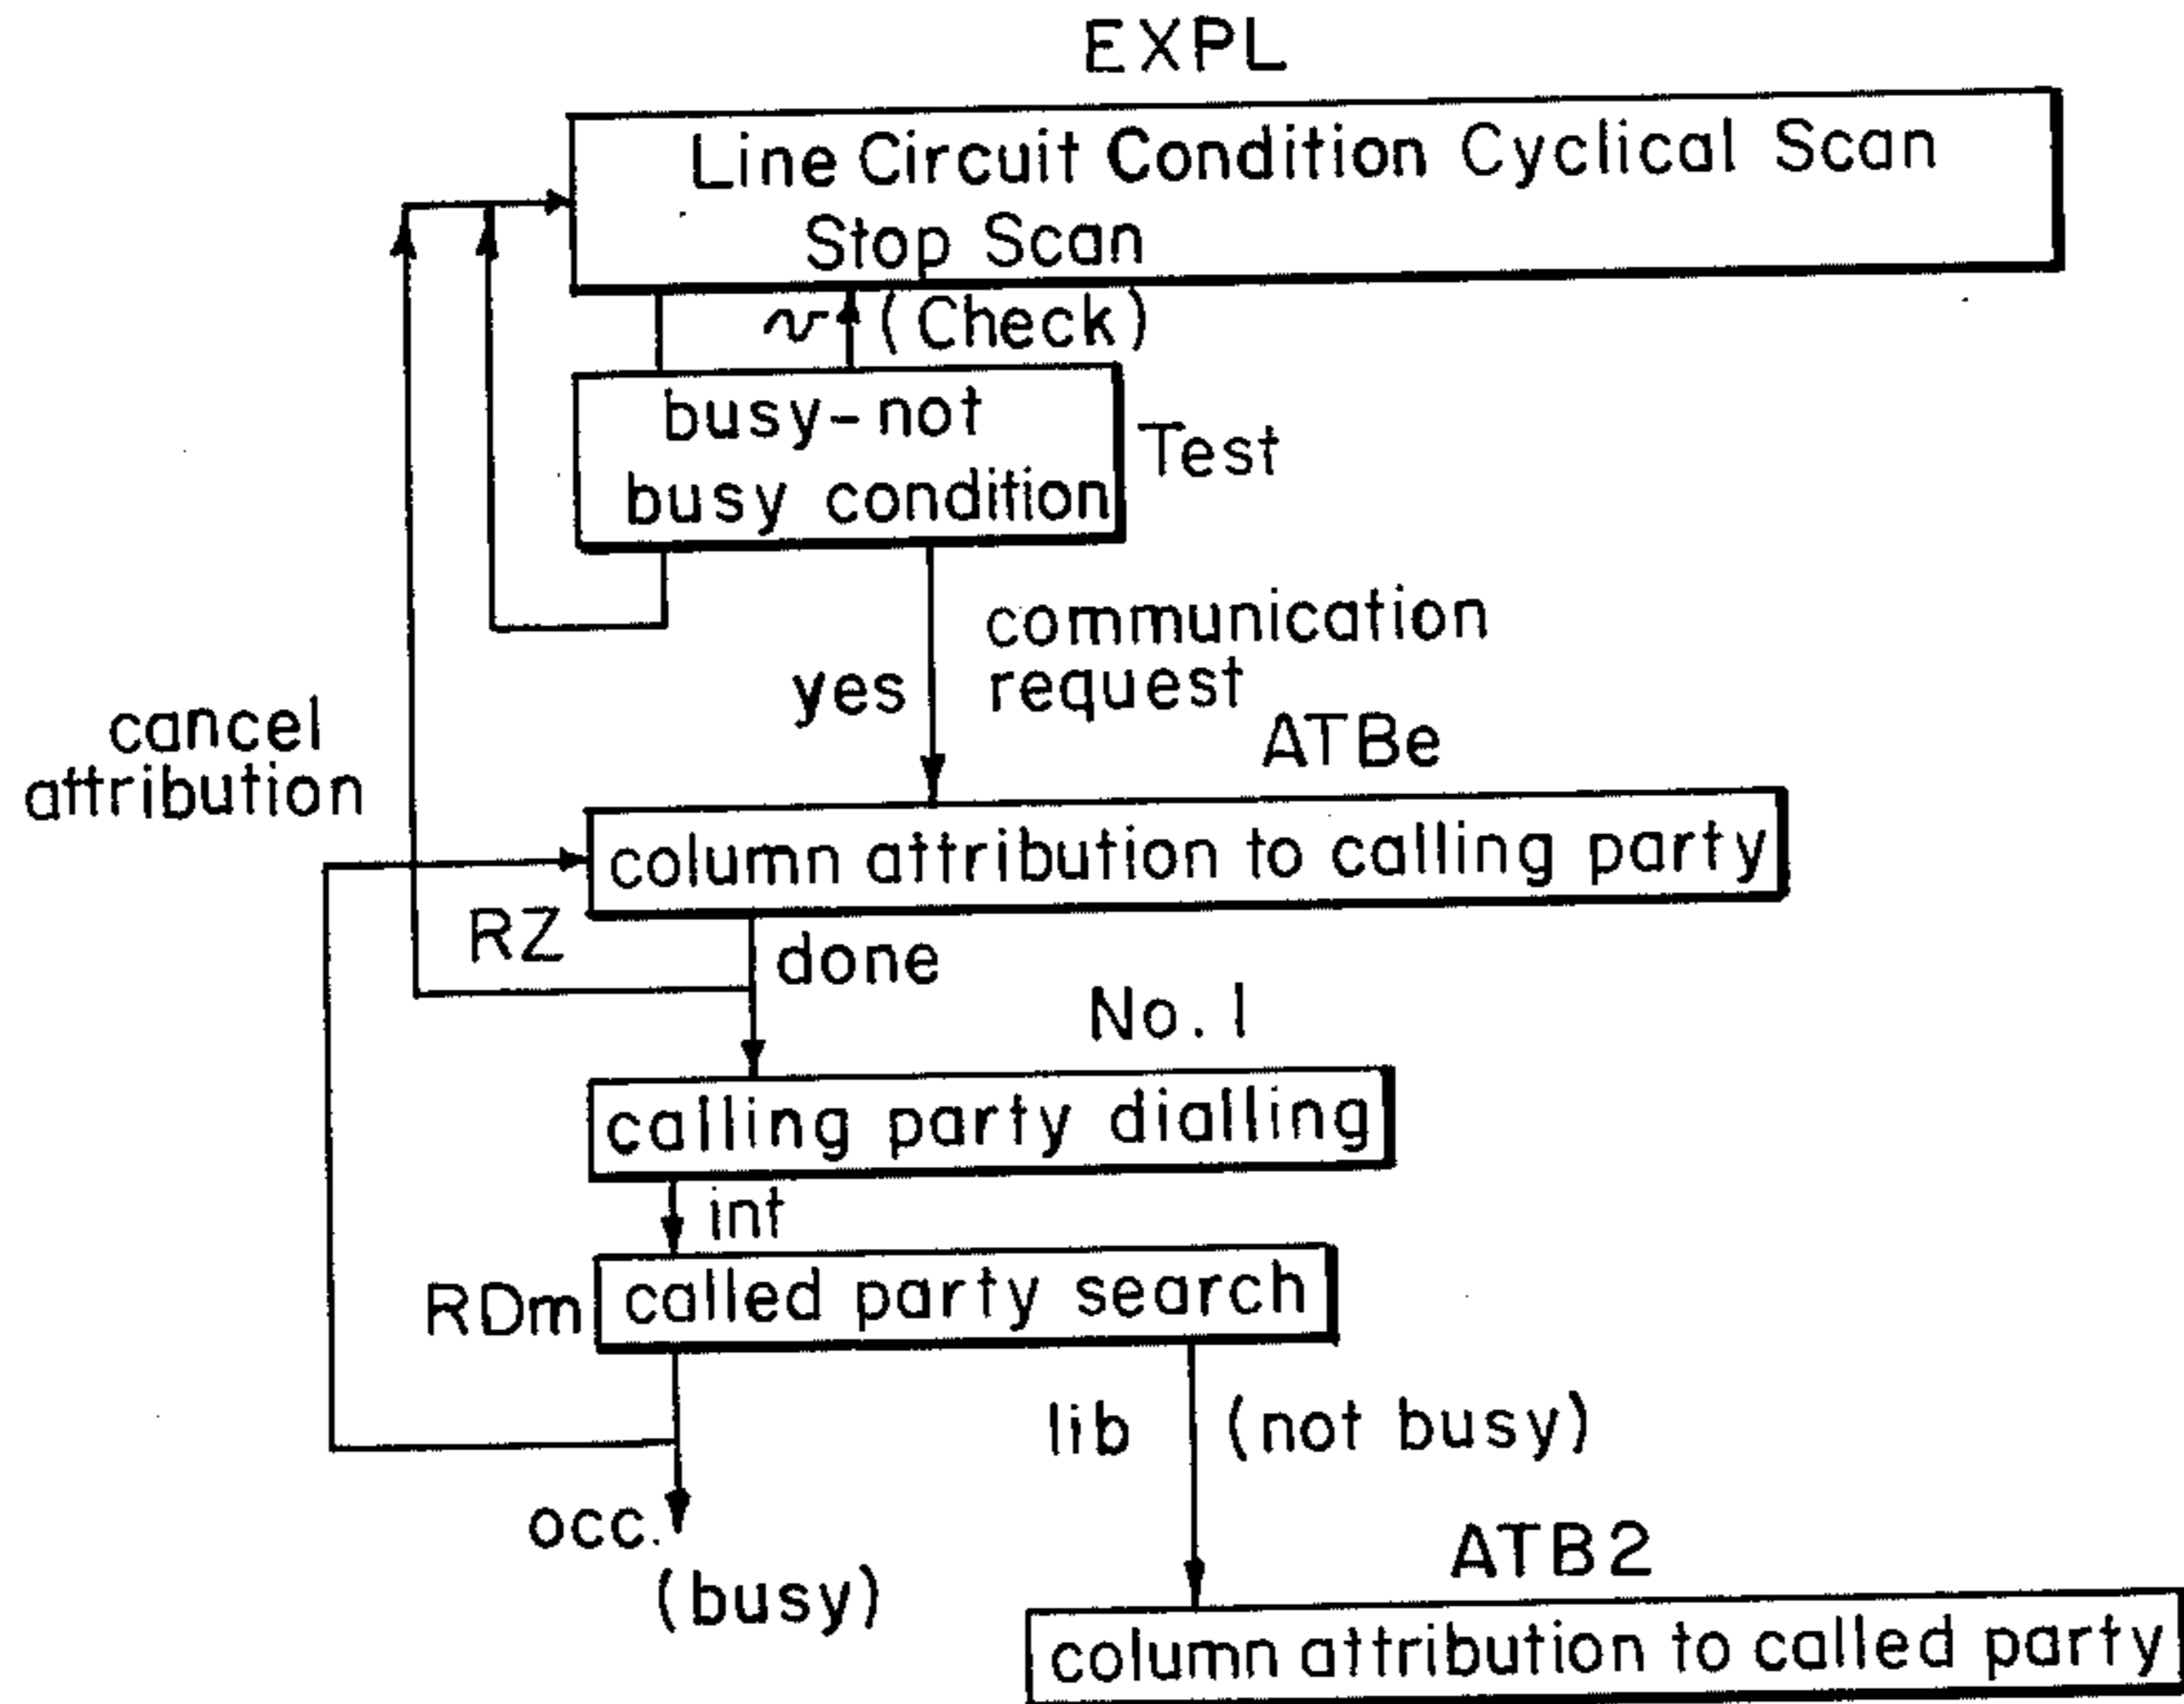 EXPL
Line Circuit Condition Cyclical Scan
Stop Scan
(Check)
busy-not
busy condition
Test
communication
yes request
cancel
attribution
ATBe
column attribution to calling party
RZ
done
No. 1
calling party dialling
int
RDm
called party search
lib (not busy)
occ.
(busy)
ATB2
column attribution to called party